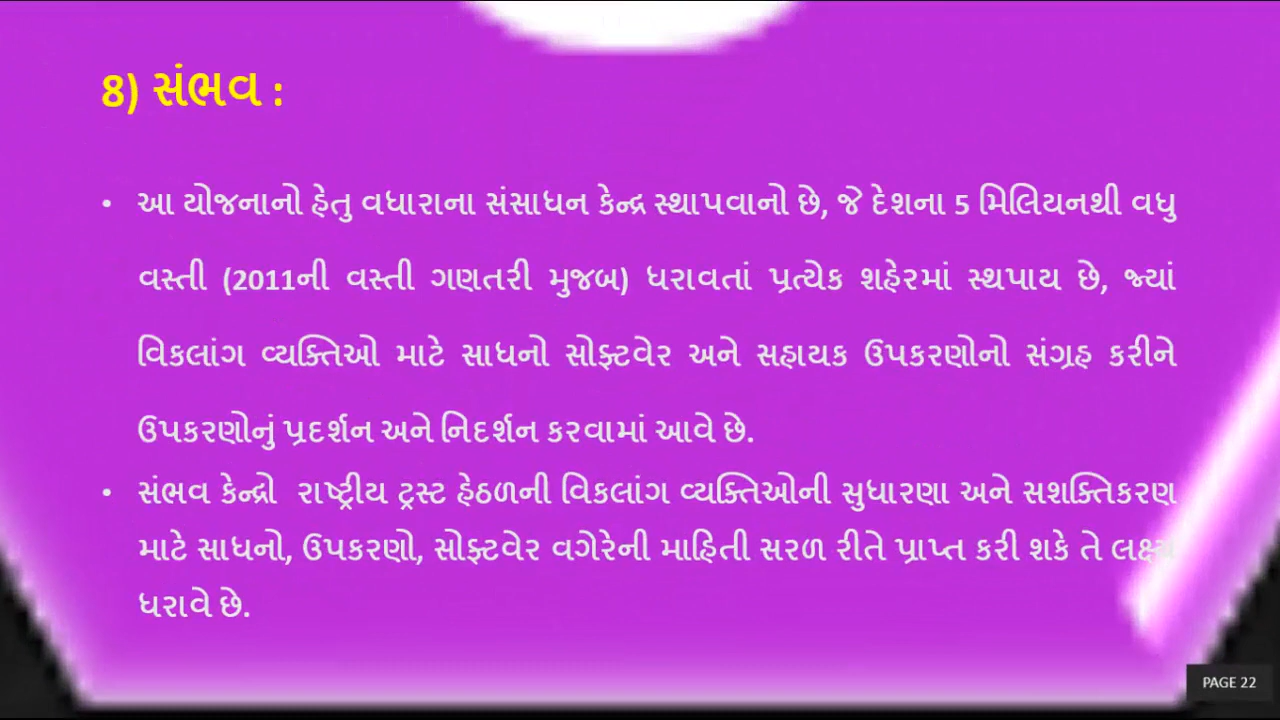 8) સંભવ :
• આ યોજનાનો હેતુ વધારાના સંસાધન કેન્દ્ર સ્થાપવાનો છે, જે દેશના 5 મિલિયનથી વધુ
વસ્તી (2011ની વસ્તી ગણતરી મુજબ) ધરાવતાં પ્રત્યેક શહેરમાં સ્થપાય છે, જ્યાં
વિકલાંગ વ્યક્તિઓ માટે સાધનો સોફ્ટવેર અને સહાયક ઉપકરણોનો સંગ્રહ કરીને
ઉપકરણોનું પ્રદર્શન અને નિદર્શન કરવામાં આવે છે.
• સંભવ કેન્દ્રો રાષ્ટ્રીય ટ્રસ્ટ હેઠળની વિકલાંગ વ્યક્તિઓની સુધારણા અને સશક્તિકરણ
માટે સાધનો, ઉપકરણો, સોફ્ટવેર વગેરેની માહિતી સરળ રીતે પ્રાપ્ત કરી શકે તે લક્ષ્ય
ધરાવે છે.
PAGE 22